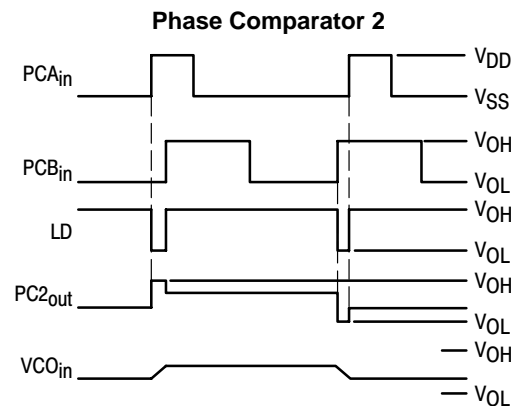 Phase Comparator 2
PCAin
VDD
VSS
PCBin
VOH
VOL
LD
VOH
VOL
PC2out
VOH
VOL
VCOin
VOH
VOL